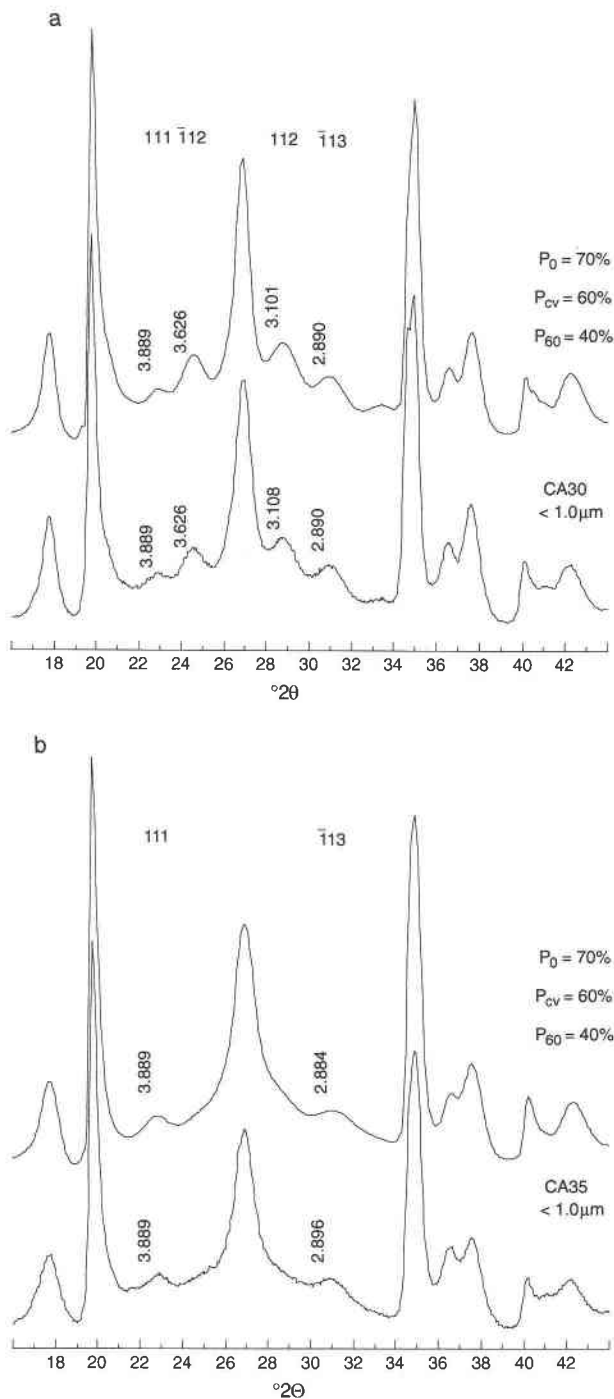 a
111 1̄12 112 1̄13
P₀ = 70%
P_cv = 60%
P₆₀ = 40%
3.889 3.626 3.101 2.890
CA30
< 1.0μm
3.889 3.626 3.108 2.890
18 20 22 24 26 28 30 32 34 36 38 40 42
°2θ
b
111 1̄13
P₀ = 70%
P_cv = 60%
P₆₀ = 40%
3.889 2.884
CA35
< 1.0μm
3.889 2.896
18 20 22 24 26 28 30 32 34 36 38 40 42
°2Θ